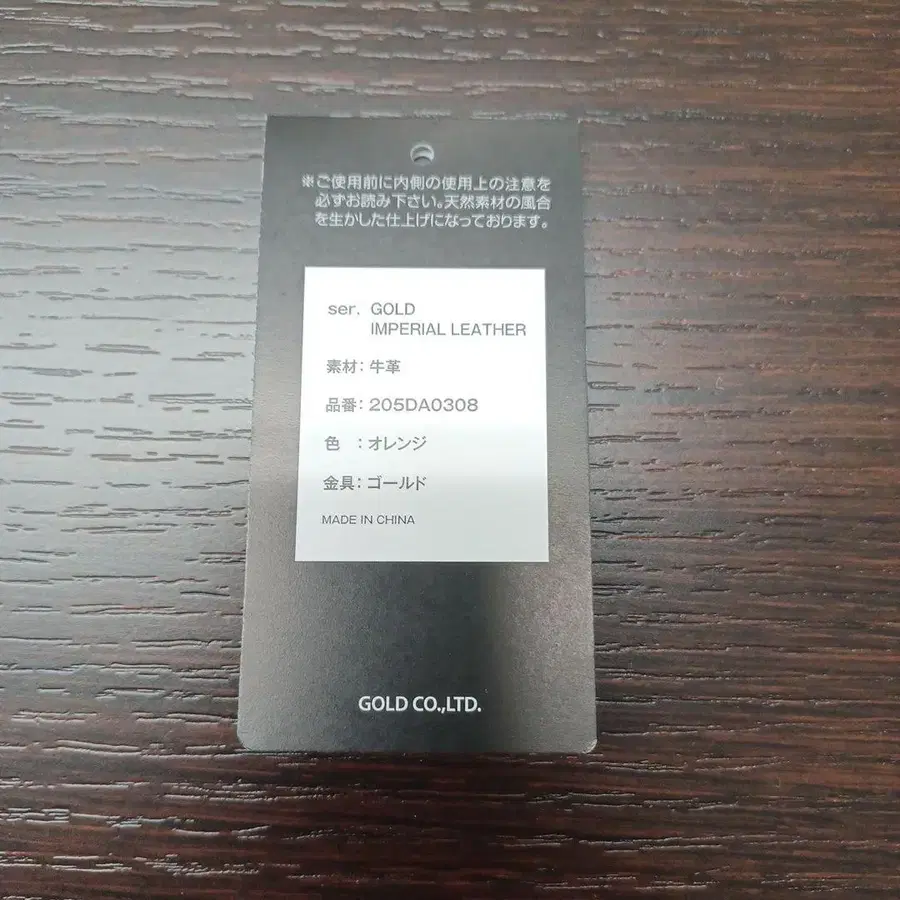 ※ご使用前に内側の使用上の注意を
必ずお読み下さい。天然素材の風合
を生かした仕上げになっております。
ser. GOLD
IMPERIAL LEATHER
素材：牛革
品番：205DA0308
色　：オレンジ
金具：ゴールド
MADE IN CHINA
GOLD CO.,LTD.